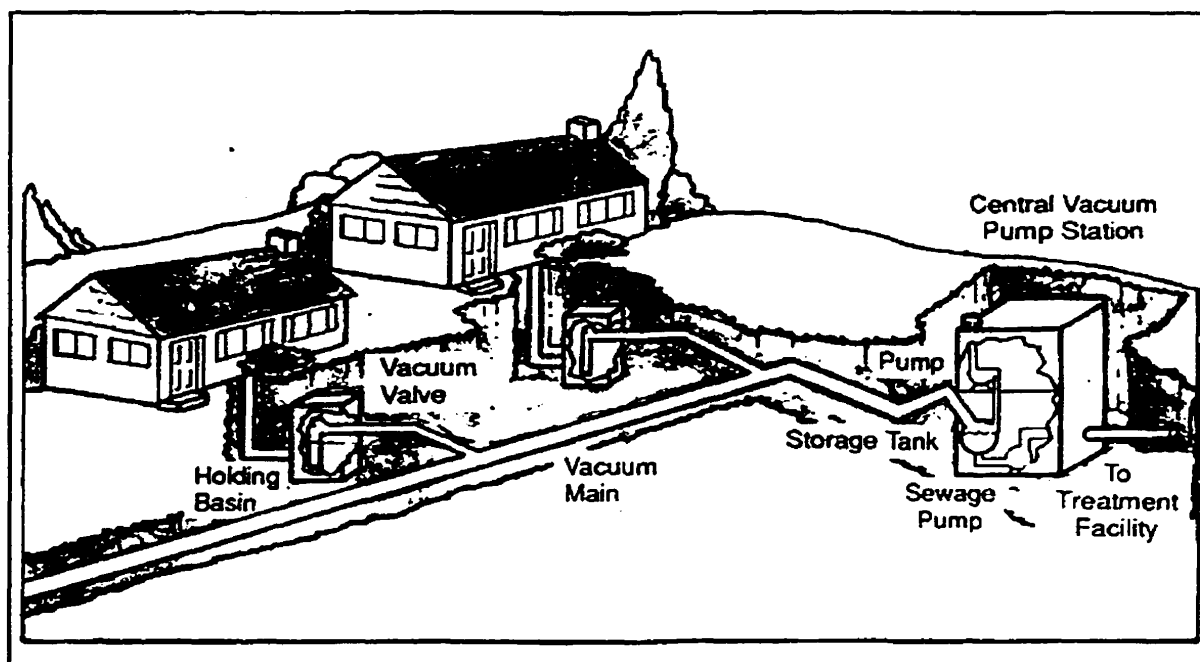 Central Vacuum
Pump Station
Vacuum
Valve
Pump
Storage Tank
Holding
Basin
Vacuum
Main
Sewage
Pump
To
Treatment
Facility